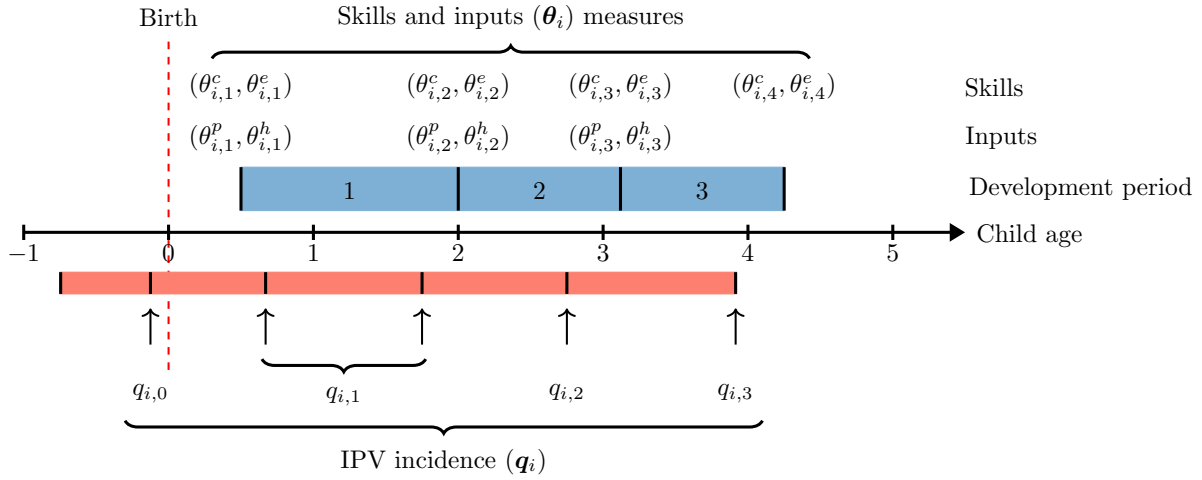 Birth
Skills and inputs (θ_i) measures
(θ^c_{i,1}, θ^e_{i,1}) (θ^c_{i,2}, θ^e_{i,2}) (θ^c_{i,3}, θ^e_{i,3}) (θ^c_{i,4}, θ^e_{i,4}) Skills
(θ^p_{i,1}, θ^h_{i,1}) (θ^p_{i,2}, θ^h_{i,2}) (θ^p_{i,3}, θ^h_{i,3}) Inputs
1 2 3 Development period
Child age
−1 0 1 2 3 4 5
q_{i,0} q_{i,1} q_{i,2} q_{i,3}
IPV incidence (q_i)